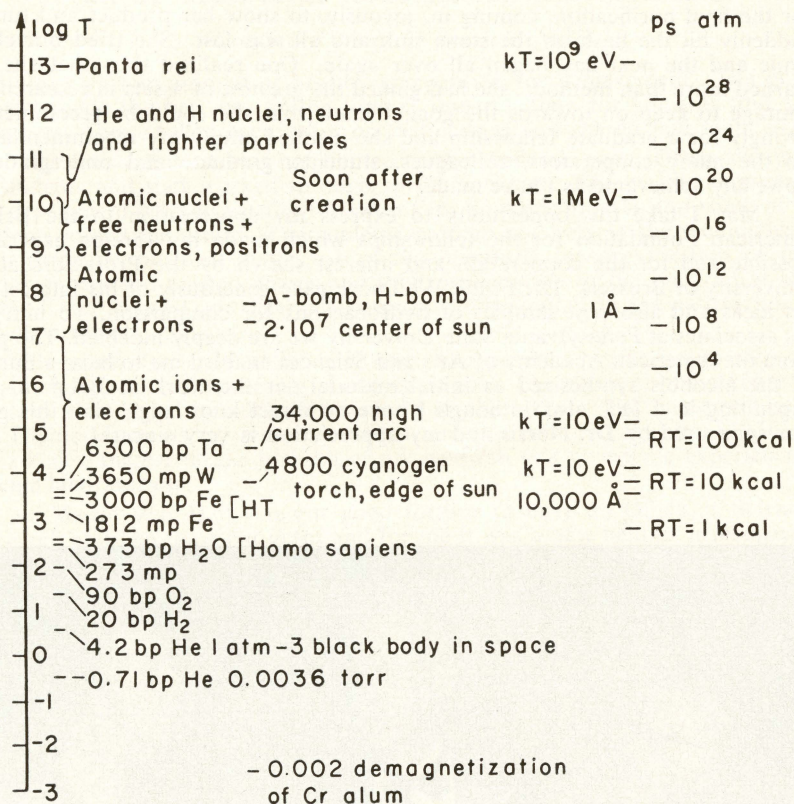 log T
Ps atm
13 – Panta rei
kT=10⁹ eV –
– 10²⁸
12
He and H nuclei, neutrons
and lighter particles
– 10²⁴
11
Soon after
creation
– 10²⁰
10
Atomic nuclei +
free neutrons +
electrons, positrons
kT=1MeV –
– 10¹⁶
9
– 10¹²
8
Atomic
nuclei +
electrons
– A-bomb, H-bomb
– 2·10⁷ center of sun
1 Å –
– 10⁸
7
– 10⁴
6
Atomic ions +
electrons
34,000 high
current arc
kT=10 eV –
– 1
5
– RT=100 kcal
4
6300 bp Ta
3650 mp W
4800 cyanogen
torch, edge of sun
kT=10 eV –
– RT=10 kcal
3000 bp Fe [HT
10,000 Å –
3
1812 mp Fe
– RT=1 kcal
373 bp H₂O [Homo sapiens
2
273 mp
90 bp O₂
1
20 bp H₂
4.2 bp He 1 atm–3 black body in space
0
0.71 bp He 0.0036 torr
–1
–2
–3
– 0.002 demagnetization
of Cr alum